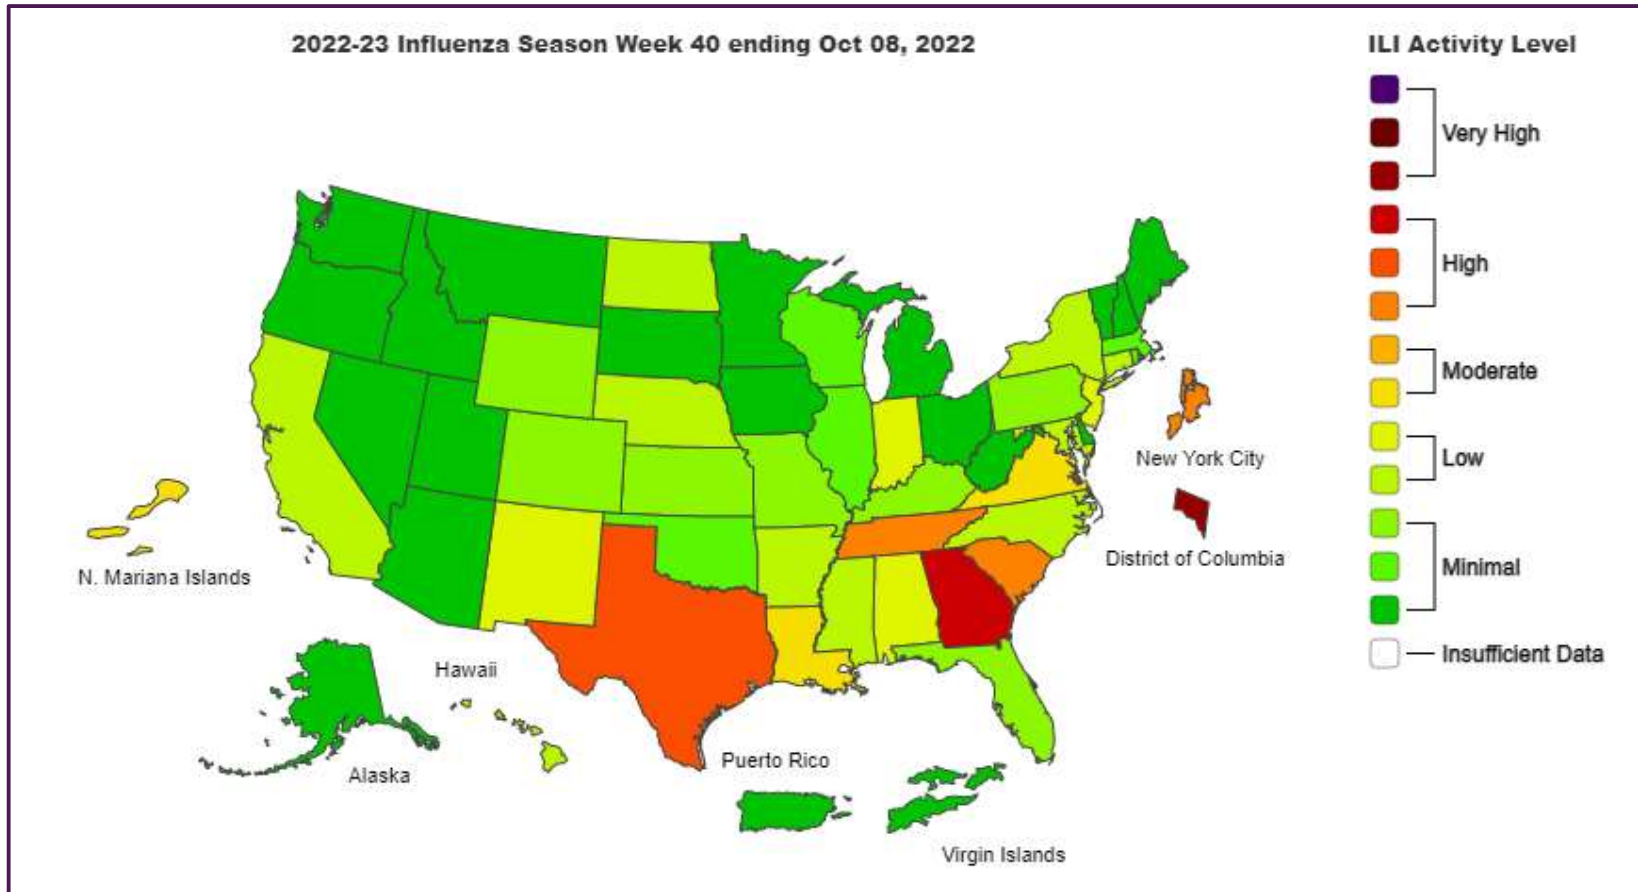 2022-23 Influenza Season Week 40 ending Oct 08, 2022
ILI Activity Level
Very High
High
Moderate
Low
Minimal
Insufficient Data
New York City
District of Columbia
N. Mariana Islands
Hawaii
Alaska
Puerto Rico
Virgin Islands